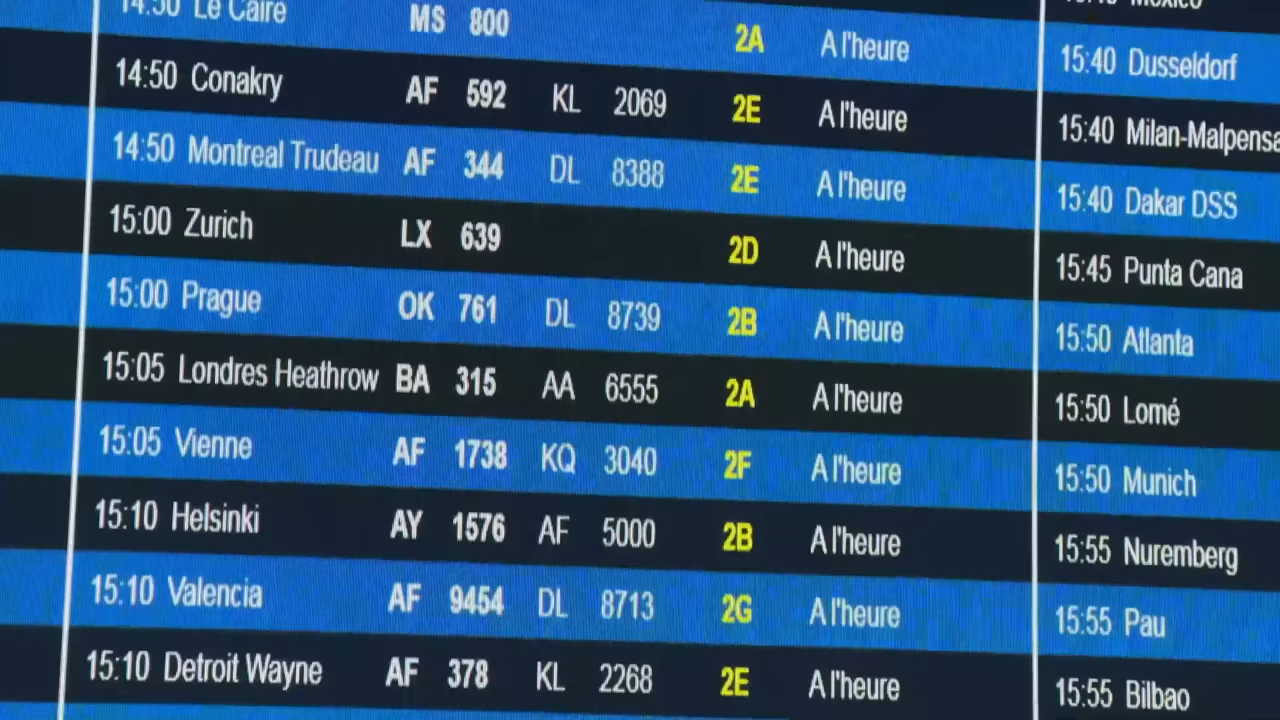 14:50 Le Caire MS 800 2A A l'heure
14:50 Conakry AF 592 KL 2069 2E A l'heure
14:50 Montreal Trudeau AF 344 DL 8388 2E A l'heure
15:00 Zurich LX 639 2D A l'heure
15:00 Prague OK 761 DL 8739 2B A l'heure
15:05 Londres Heathrow BA 315 AA 6555 2A A l'heure
15:05 Vienne AF 1738 KQ 3040 2F A l'heure
15:10 Helsinki AY 1576 AF 5000 2B A l'heure
15:10 Valencia AF 9454 DL 8713 2G A l'heure
15:10 Detroit Wayne AF 378 KL 2268 2E A l'heure
Mexico
15:40 Dusseldorf
15:40 Milan-Malpensa
15:40 Dakar DSS
15:45 Punta Cana
15:50 Atlanta
15:50 Lomé
15:50 Munich
15:55 Nuremberg
15:55 Pau
15:55 Bilbao